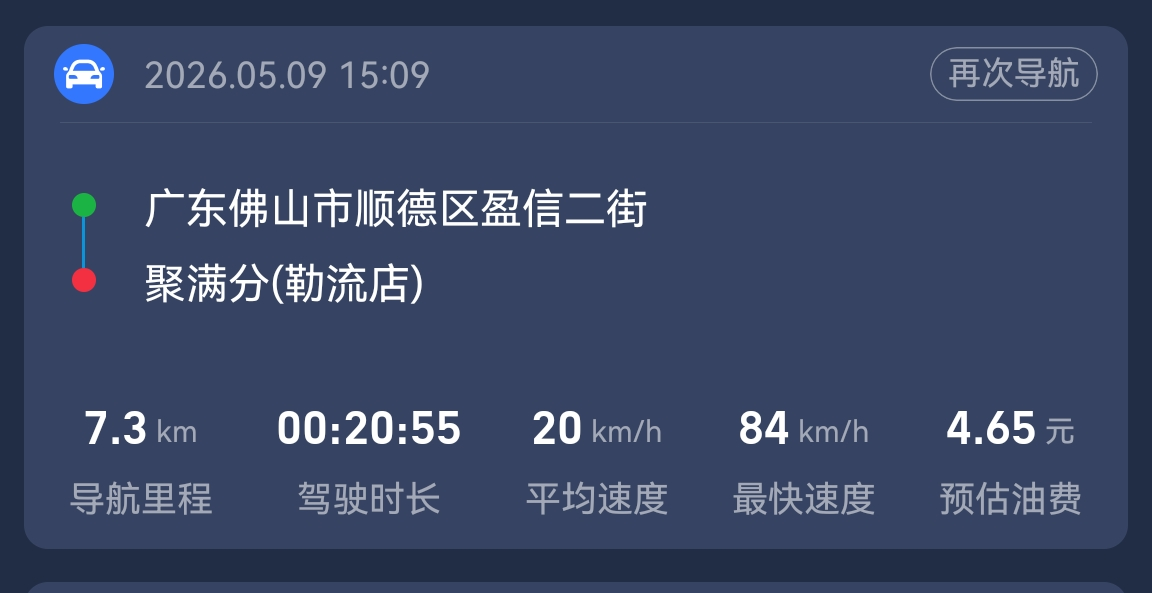 2026.05.09 15:09 再次导航
广东佛山市顺德区盈信二街
聚满分(勒流店)
7.3 km 00:20:55 20 km/h 84 km/h 4.65 元
导航里程 驾驶时长 平均速度 最快速度 预估油费